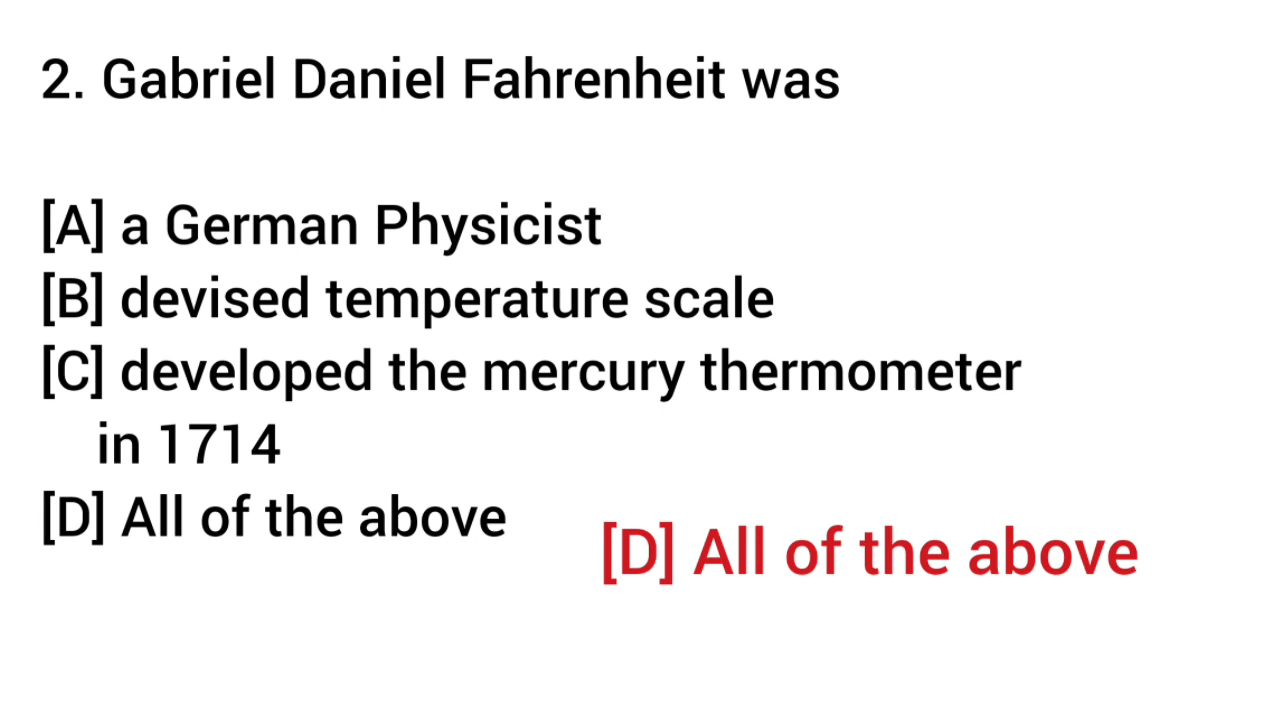 2. Gabriel Daniel Fahrenheit was
[A] a German Physicist
[B] devised temperature scale
[C] developed the mercury thermometer
in 1714
[D] All of the above
[D] All of the above